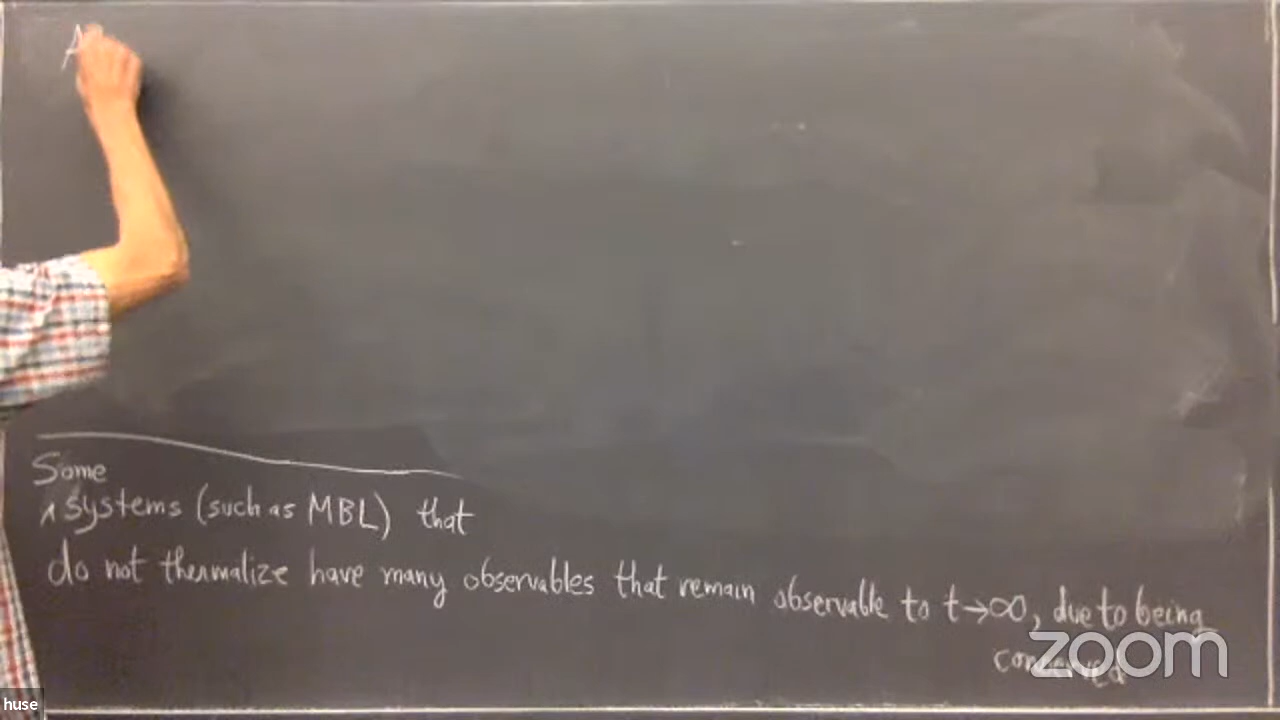 A
Some
^ systems (such as MBL) that
do not thermalize have many observables that remain observable to t→∞, due to being
conserved
zoom
huse